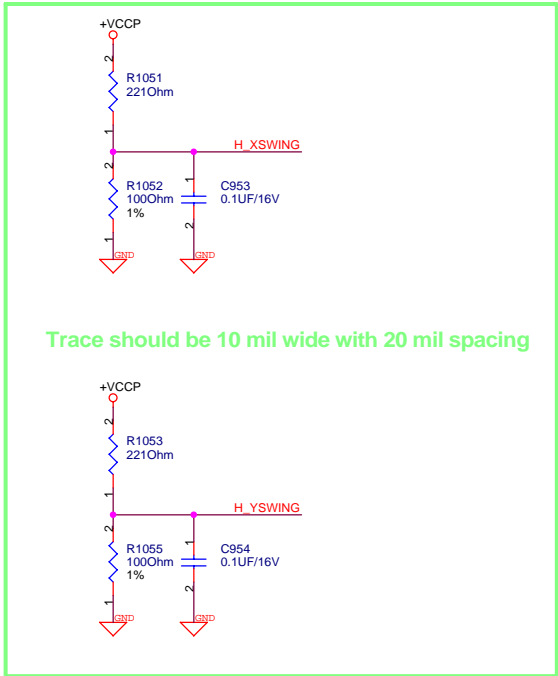 +VCCP
2
R1051
221Ohm
1
H_XSWING
2
R1052
100Ohm
1%
1
1
C953
0.1UF/16V
2
GND
GND
Trace should be 10 mil wide with 20 mil spacing
+VCCP
2
R1053
221Ohm
1
H_YSWING
2
R1055
100Ohm
1%
1
1
C954
0.1UF/16V
2
GND
GND